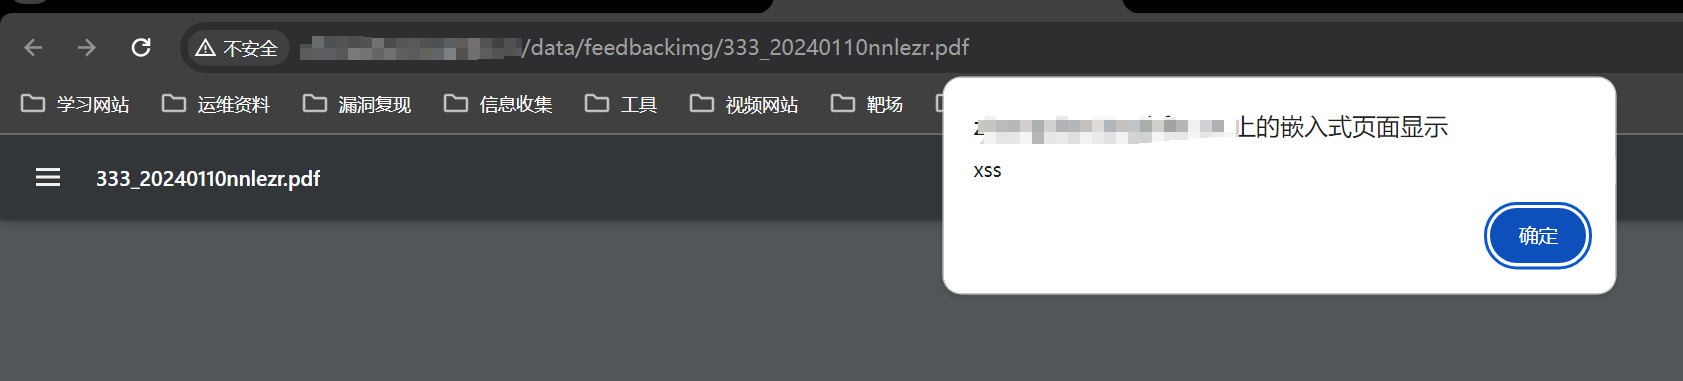 不安全 /data/feedbackimg/333_20240110nnlezr.pdf
学习网站 运维资料 漏洞复现 信息收集 工具 视频网站 靶场
上的嵌入式页面显示
xss
333_20240110nnlezr.pdf
确定